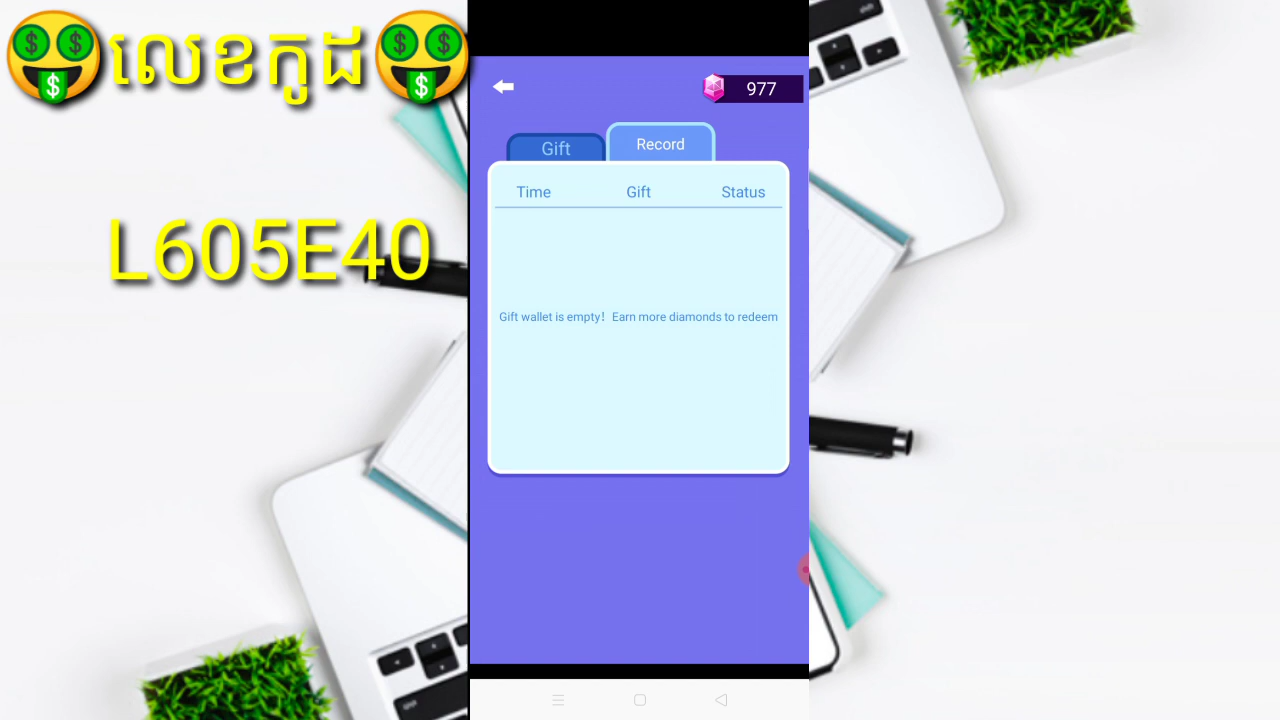 លេខកូដ
L605E40
977
Gift
Record
Time Gift Status
Gift wallet is empty! Earn more diamonds to redeem